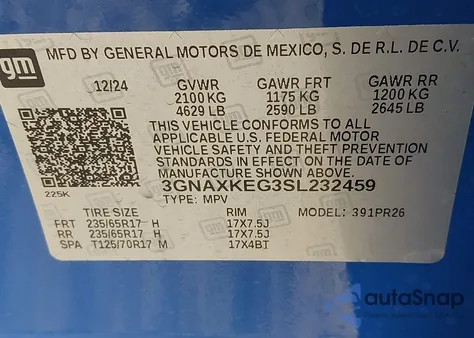 gm
MFD BY GENERAL MOTORS DE MEXICO, S. DE R.L. DE C.V.
12/24 GVWR GAWR FRT GAWR RR
2100 KG 1175 KG 1200 KG
4629 LB 2590 LB 2645 LB
THIS VEHICLE CONFORMS TO ALL
APPLICABLE U.S. FEDERAL MOTOR
VEHICLE SAFETY AND THEFT PREVENTION
STANDARDS IN EFFECT ON THE DATE OF
MANUFACTURE SHOWN ABOVE.
3GNAXKEG3SL232459
225K TYPE: MPV
TIRE SIZE RIM MODEL: 391PR26
FRT 235/65R17 H 17X7.5J
RR 235/65R17 H 17X7.5J
SPA T125/70R17 M 17X4BT
autoSnap